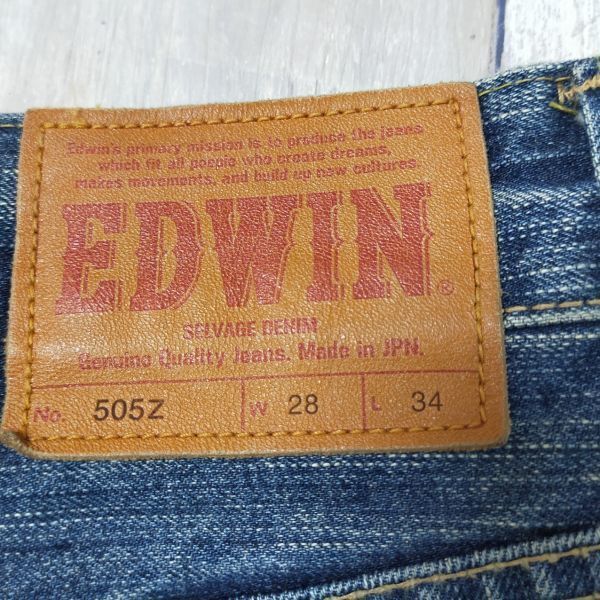 Edwin's primary mission is to produce the jeans
which fit all people who create dreams,
makes movements, and build up new cultures.
EDWIN®
SELVAGE DENIM
Genuine Quality Jeans. Made in JPN.
No. 505Z W 28 L 34